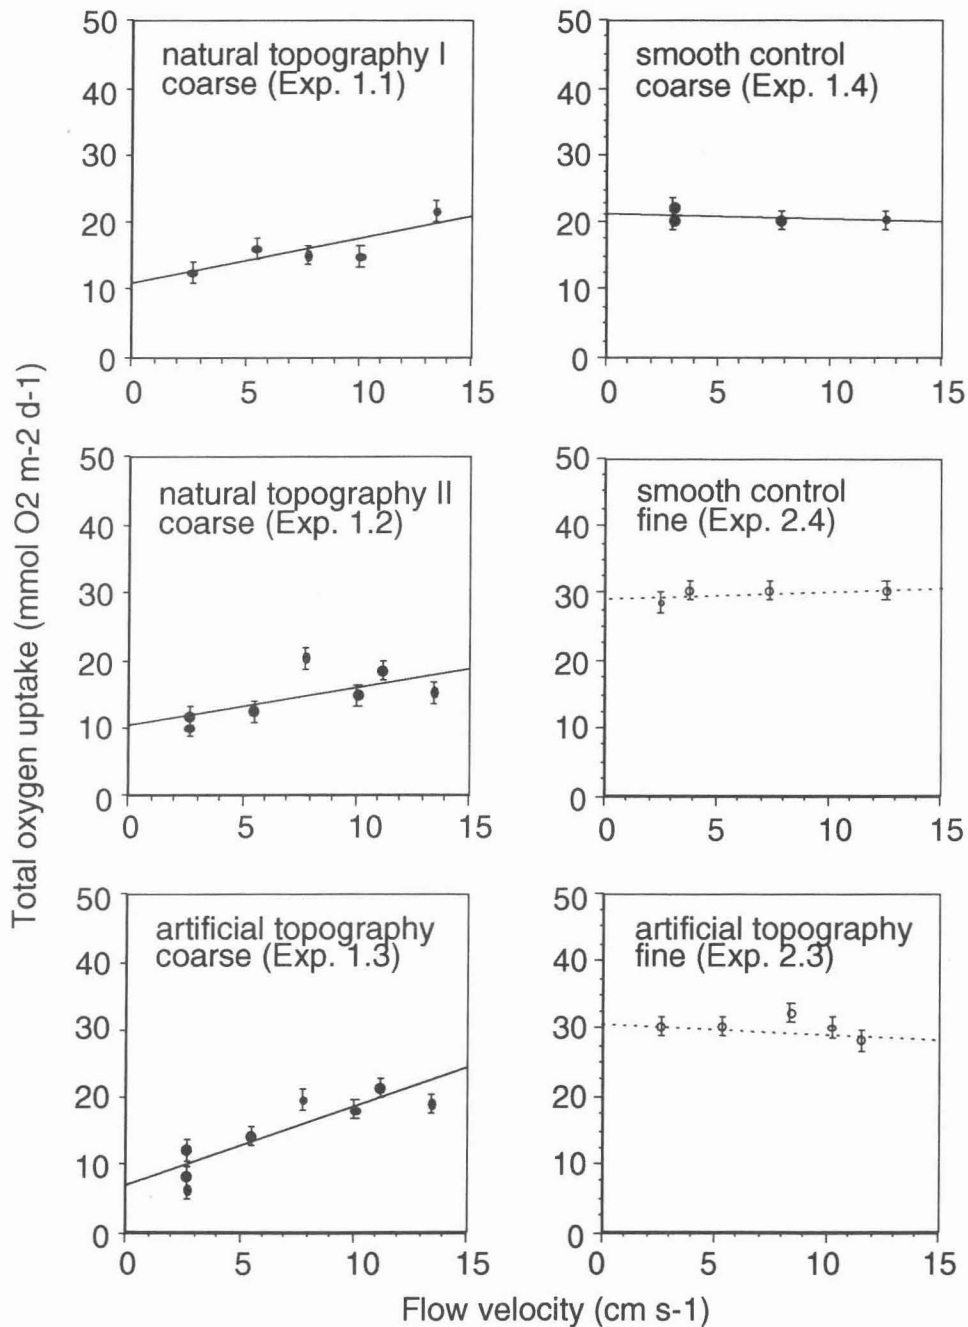 Total oxygen uptake (mmol O2 m-2 d-1)
50
40
30
20
10
0
natural topography I
coarse (Exp. 1.1)
0 5 10 15
50
40
30
20
10
0
smooth control
coarse (Exp. 1.4)
0 5 10 15
50
40
30
20
10
0
natural topography II
coarse (Exp. 1.2)
0 5 10 15
50
40
30
20
10
0
smooth control
fine (Exp. 2.4)
0 5 10 15
50
40
30
20
10
0
artificial topography
coarse (Exp. 1.3)
0 5 10 15
50
40
30
20
10
0
artificial topography
fine (Exp. 2.3)
0 5 10 15
Flow velocity (cm s-1)